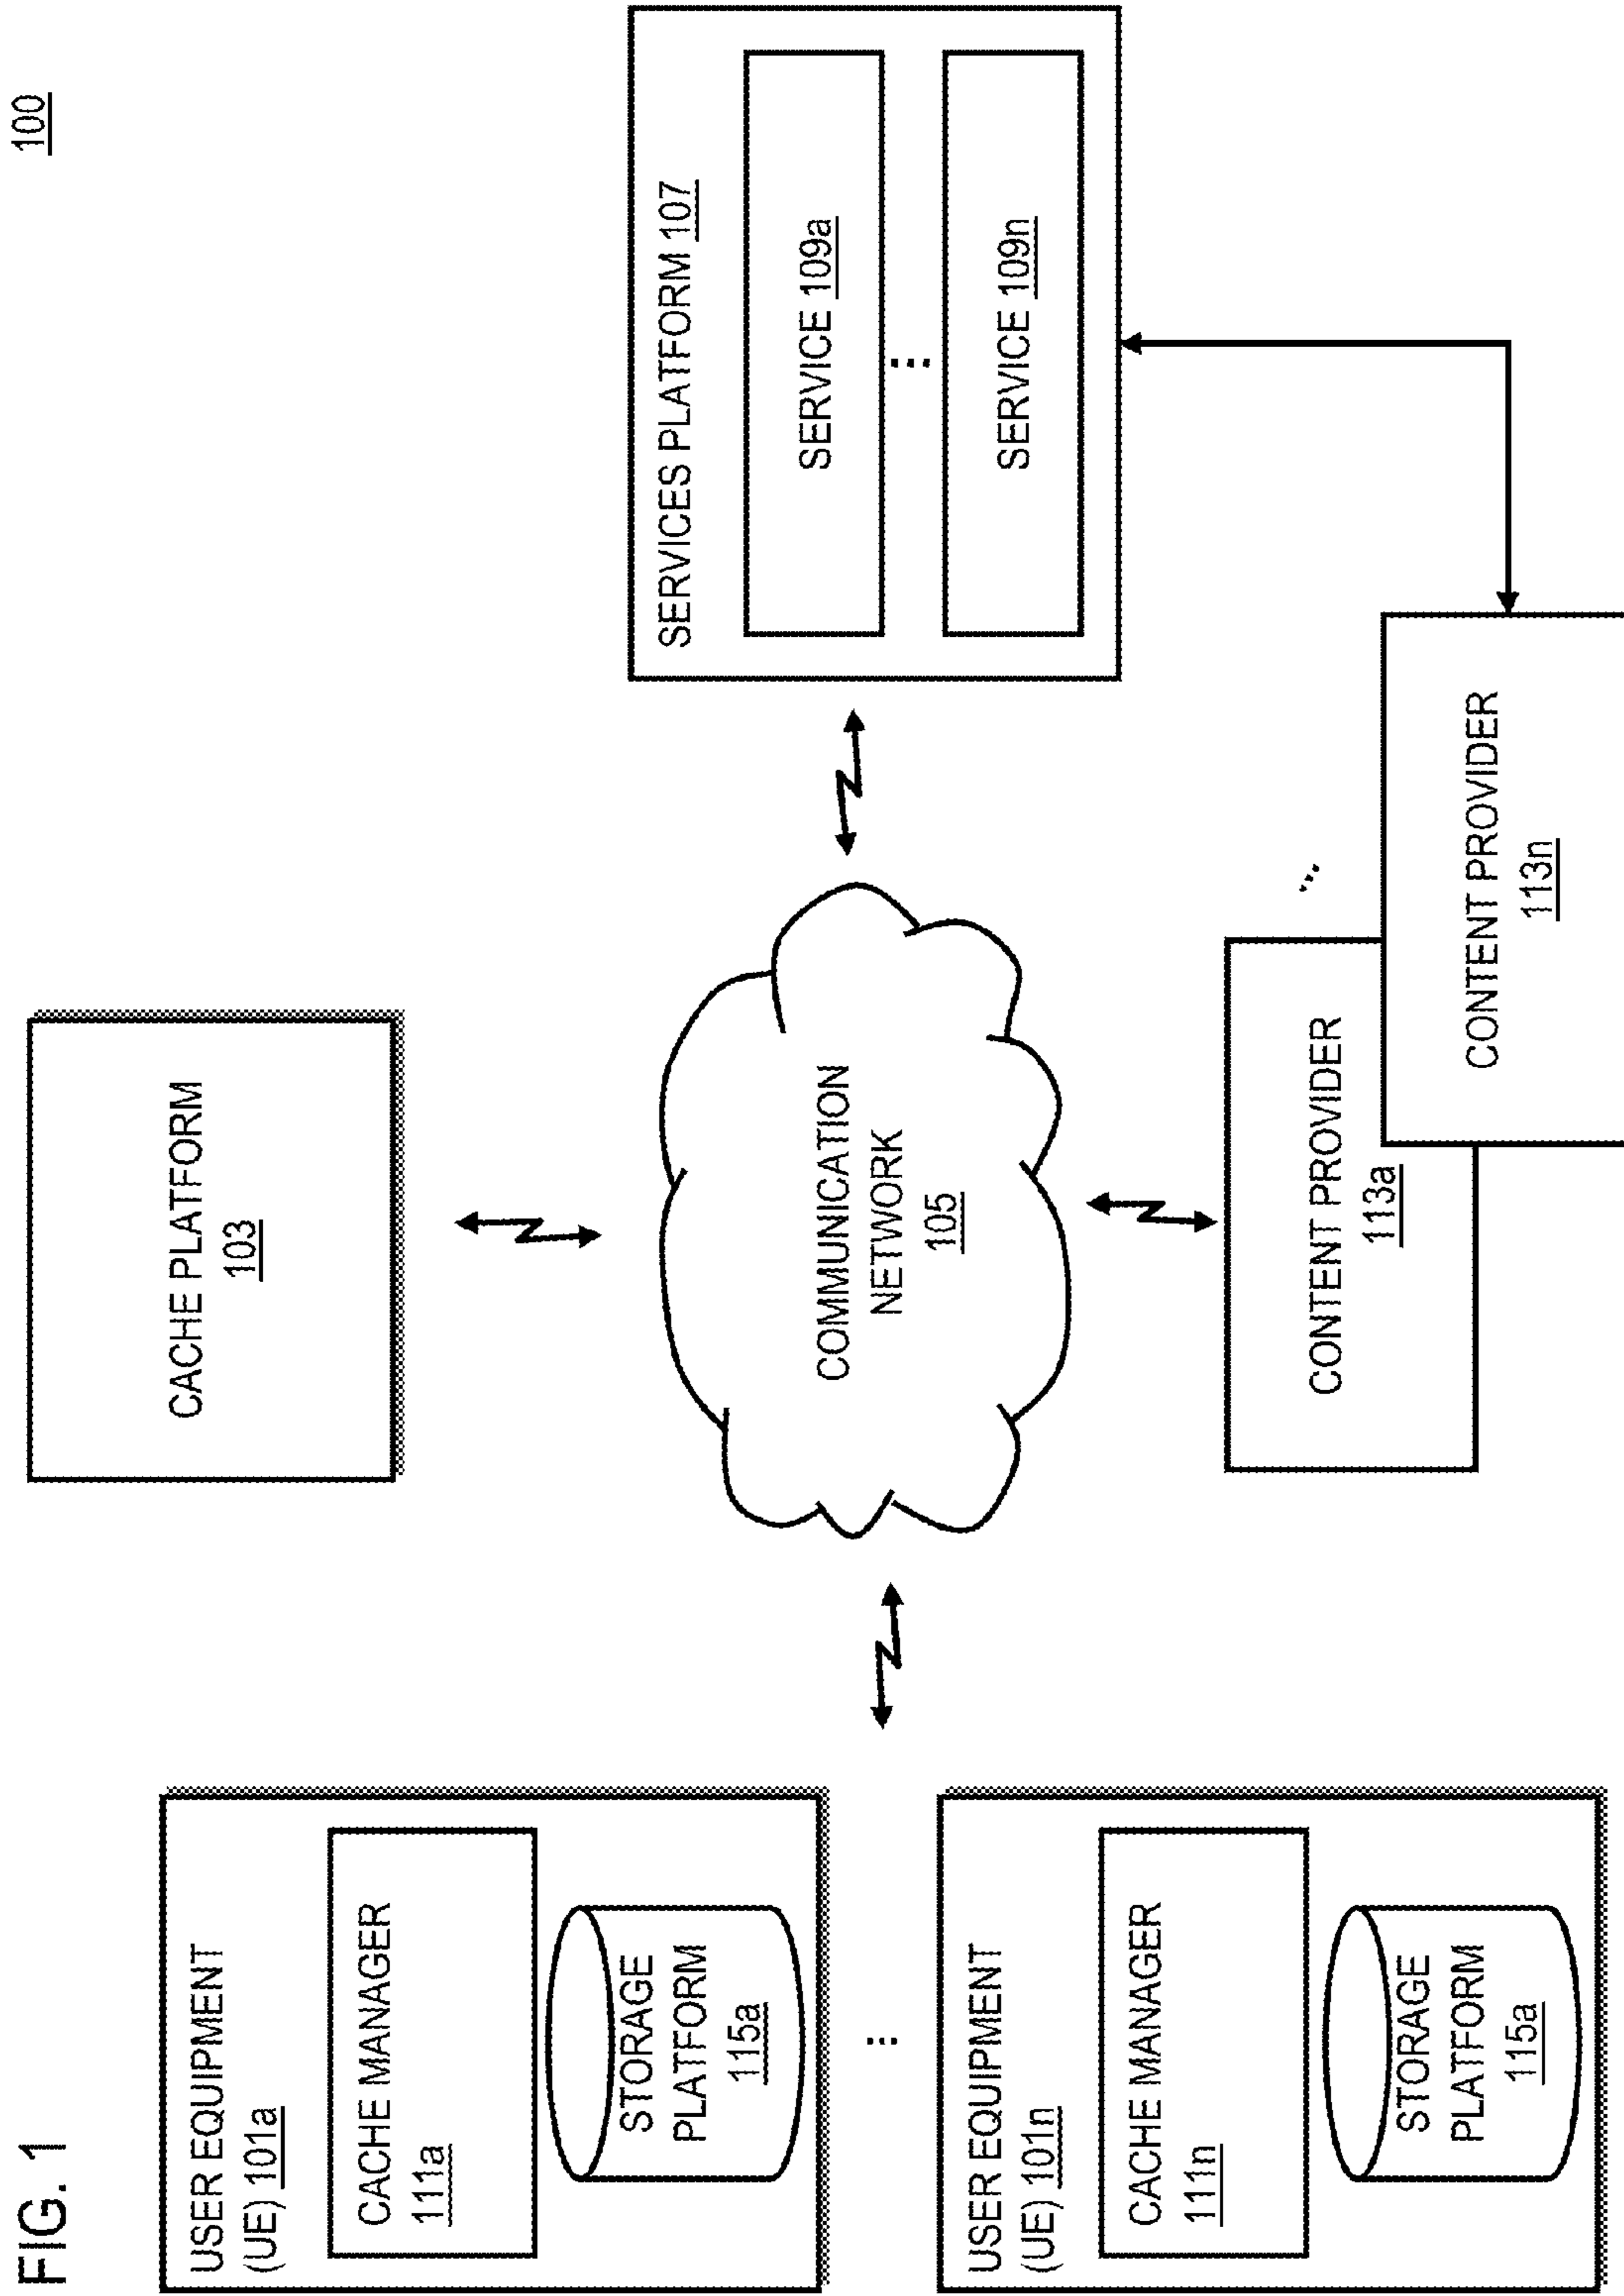 FIG. 1
100
USER EQUIPMENT
(UE) 101a
CACHE MANAGER
111a
STORAGE
PLATFORM
115a
...
USER EQUIPMENT
(UE) 101n
CACHE MANAGER
111n
STORAGE
PLATFORM
115a
CACHE PLATFORM
103
COMMUNICATION
NETWORK
105
CONTENT PROVIDER
113a
...
CONTENT PROVIDER
113n
SERVICES PLATFORM 107
SERVICE 109a
...
SERVICE 109n